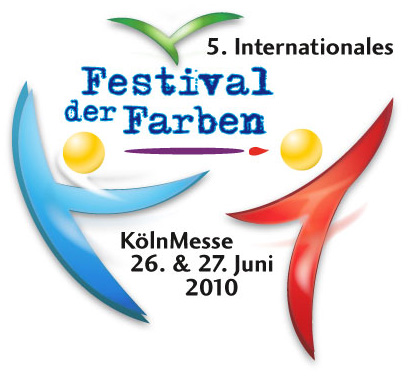 5. Internationales
Festival
der Farben
KölnMesse
26. & 27. Juni
2010